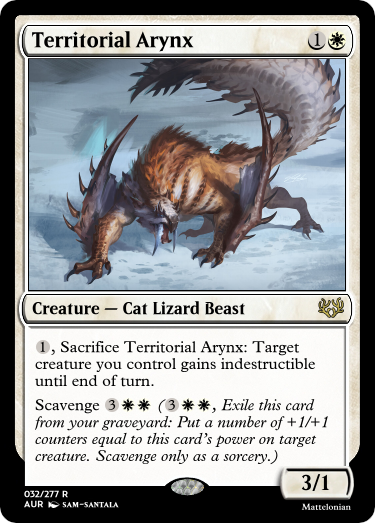 Territorial Arynx 1
Creature — Cat Lizard Beast
1, Sacrifice Territorial Arynx: Target
creature you control gains indestructible
until end of turn.
Scavenge 3 (3, Exile this card
from your graveyard: Put a number of +1/+1
counters equal to this card's power on target
creature. Scavenge only as a sorcery.)
3/1
032/277 R
AUR SAM-SANTALA
Mattelonian